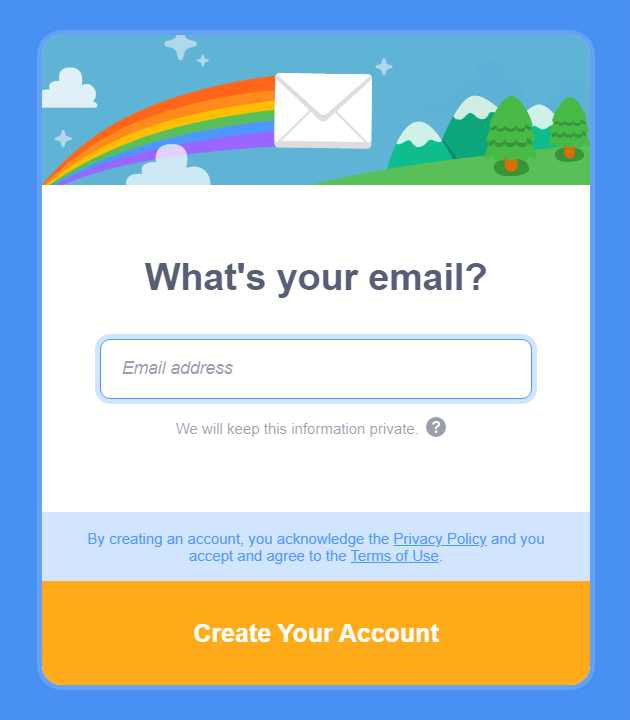 What's your email?
Email address
We will keep this information private. ?
By creating an account, you acknowledge the Privacy Policy and you
accept and agree to the Terms of Use.
Create Your Account